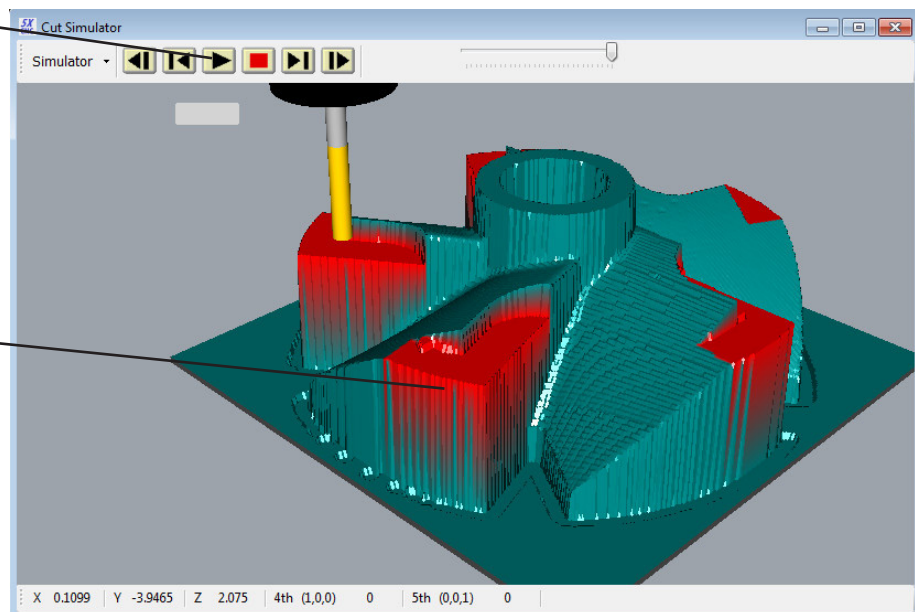 Cut Simulator
Simulator
X 0.1099 Y -3.9465 Z 2.075 4th (1,0,0) 0 5th (0,0,1) 0